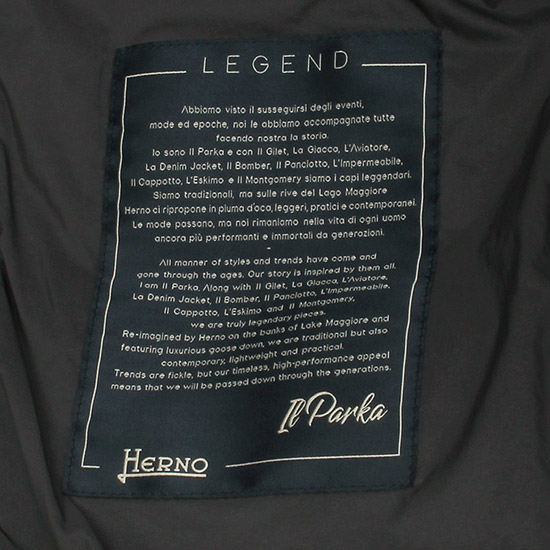 LEGEND
Abbiamo visto il susseguirsi degli eventi,
mode ed epoche, noi le abbiamo accompagnate tutte
facendo nostra la storia.
Io sono Il Parka e con Il Gilet, La Giacca, L'Aviatore,
La Denim Jacket, Il Bomber, Il Panciotto, L'Impermeabile,
Il Cappotto, L'Eskimo e Il Montgomery siamo i capi leggendari.
Siamo tradizionali, ma sulle rive del Lago Maggiore
Herno ci ripropone in piuma d'oca, leggeri, pratici e contemporanei.
Le mode passano, ma noi rimaniamo nella vita di ogni uomo
ancora più performanti e immortali da generazioni.
-
All manner of styles and trends have come and
gone through the ages. Our story is inspired by them all.
I am Il Parka, Along with Il Gilet, La Giacca, L'Aviatore,
La Denim Jacket, Il Bomber, Il Panciotto, L'Impermeabile,
Il Cappotto, L'Eskimo and Il Montgomery,
we are truly legendary pieces.
Re-imagined by Herno on the banks of Lake Maggiore and
featuring luxurious goose down, we are traditional but also
contemporary, lightweight and practical.
Trends are fickle, but our timeless, high-performance appeal
means that we will be passed down through the generations.
Il Parka
HERNO